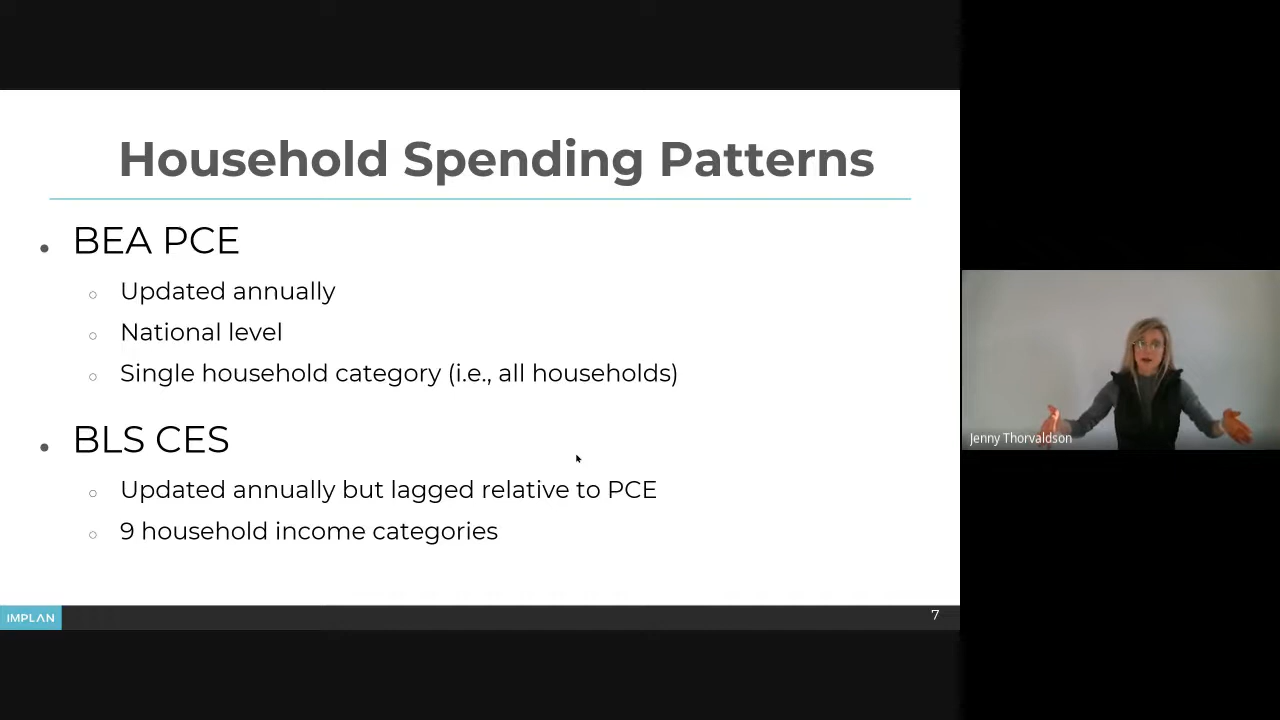 Household Spending Patterns
BEA PCE
Updated annually
National level
Single household category (i.e., all households)
BLS CES
Updated annually but lagged relative to PCE
9 household income categories
IMPLAN
7
Jenny Thorvaldson